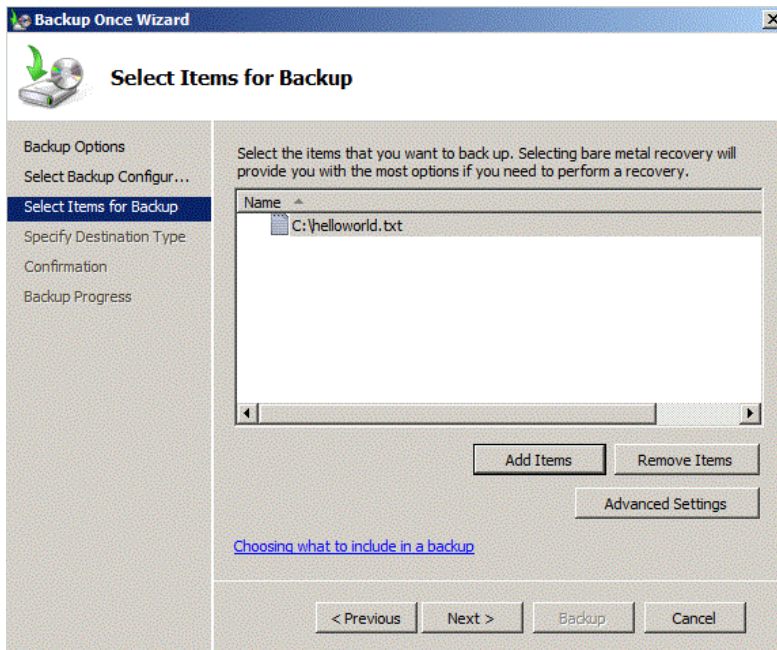 Backup Once Wizard
Select Items for Backup
Backup Options
Select Backup Configur...
Select Items for Backup
Specify Destination Type
Confirmation
Backup Progress
Select the items that you want to back up. Selecting bare metal recovery will
provide you with the most options if you need to perform a recovery.
Name
C:\helloworld.txt
Add Items
Remove Items
Advanced Settings
Choosing what to include in a backup
< Previous
Next >
Backup
Cancel